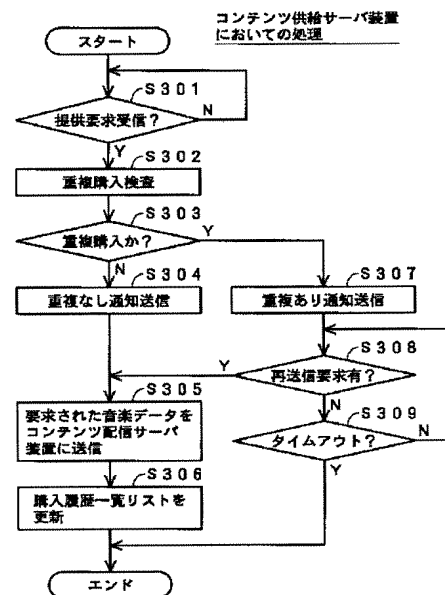 コンテンツ供給サーバ装置
においての処理
スタート
S301
提供要求受信?
N
Y
S302
重複購入検査
S303
重複購入か?
Y
N
S304
重複なし通知送信
S307
重複あり通知送信
S308
再送信要求有?
Y
N
S305
要求された音楽データを
コンテンツ配信サーバ
装置に送信
S309
タイムアウト?
N
Y
S306
購入履歴一覧リストを
更新
エンド